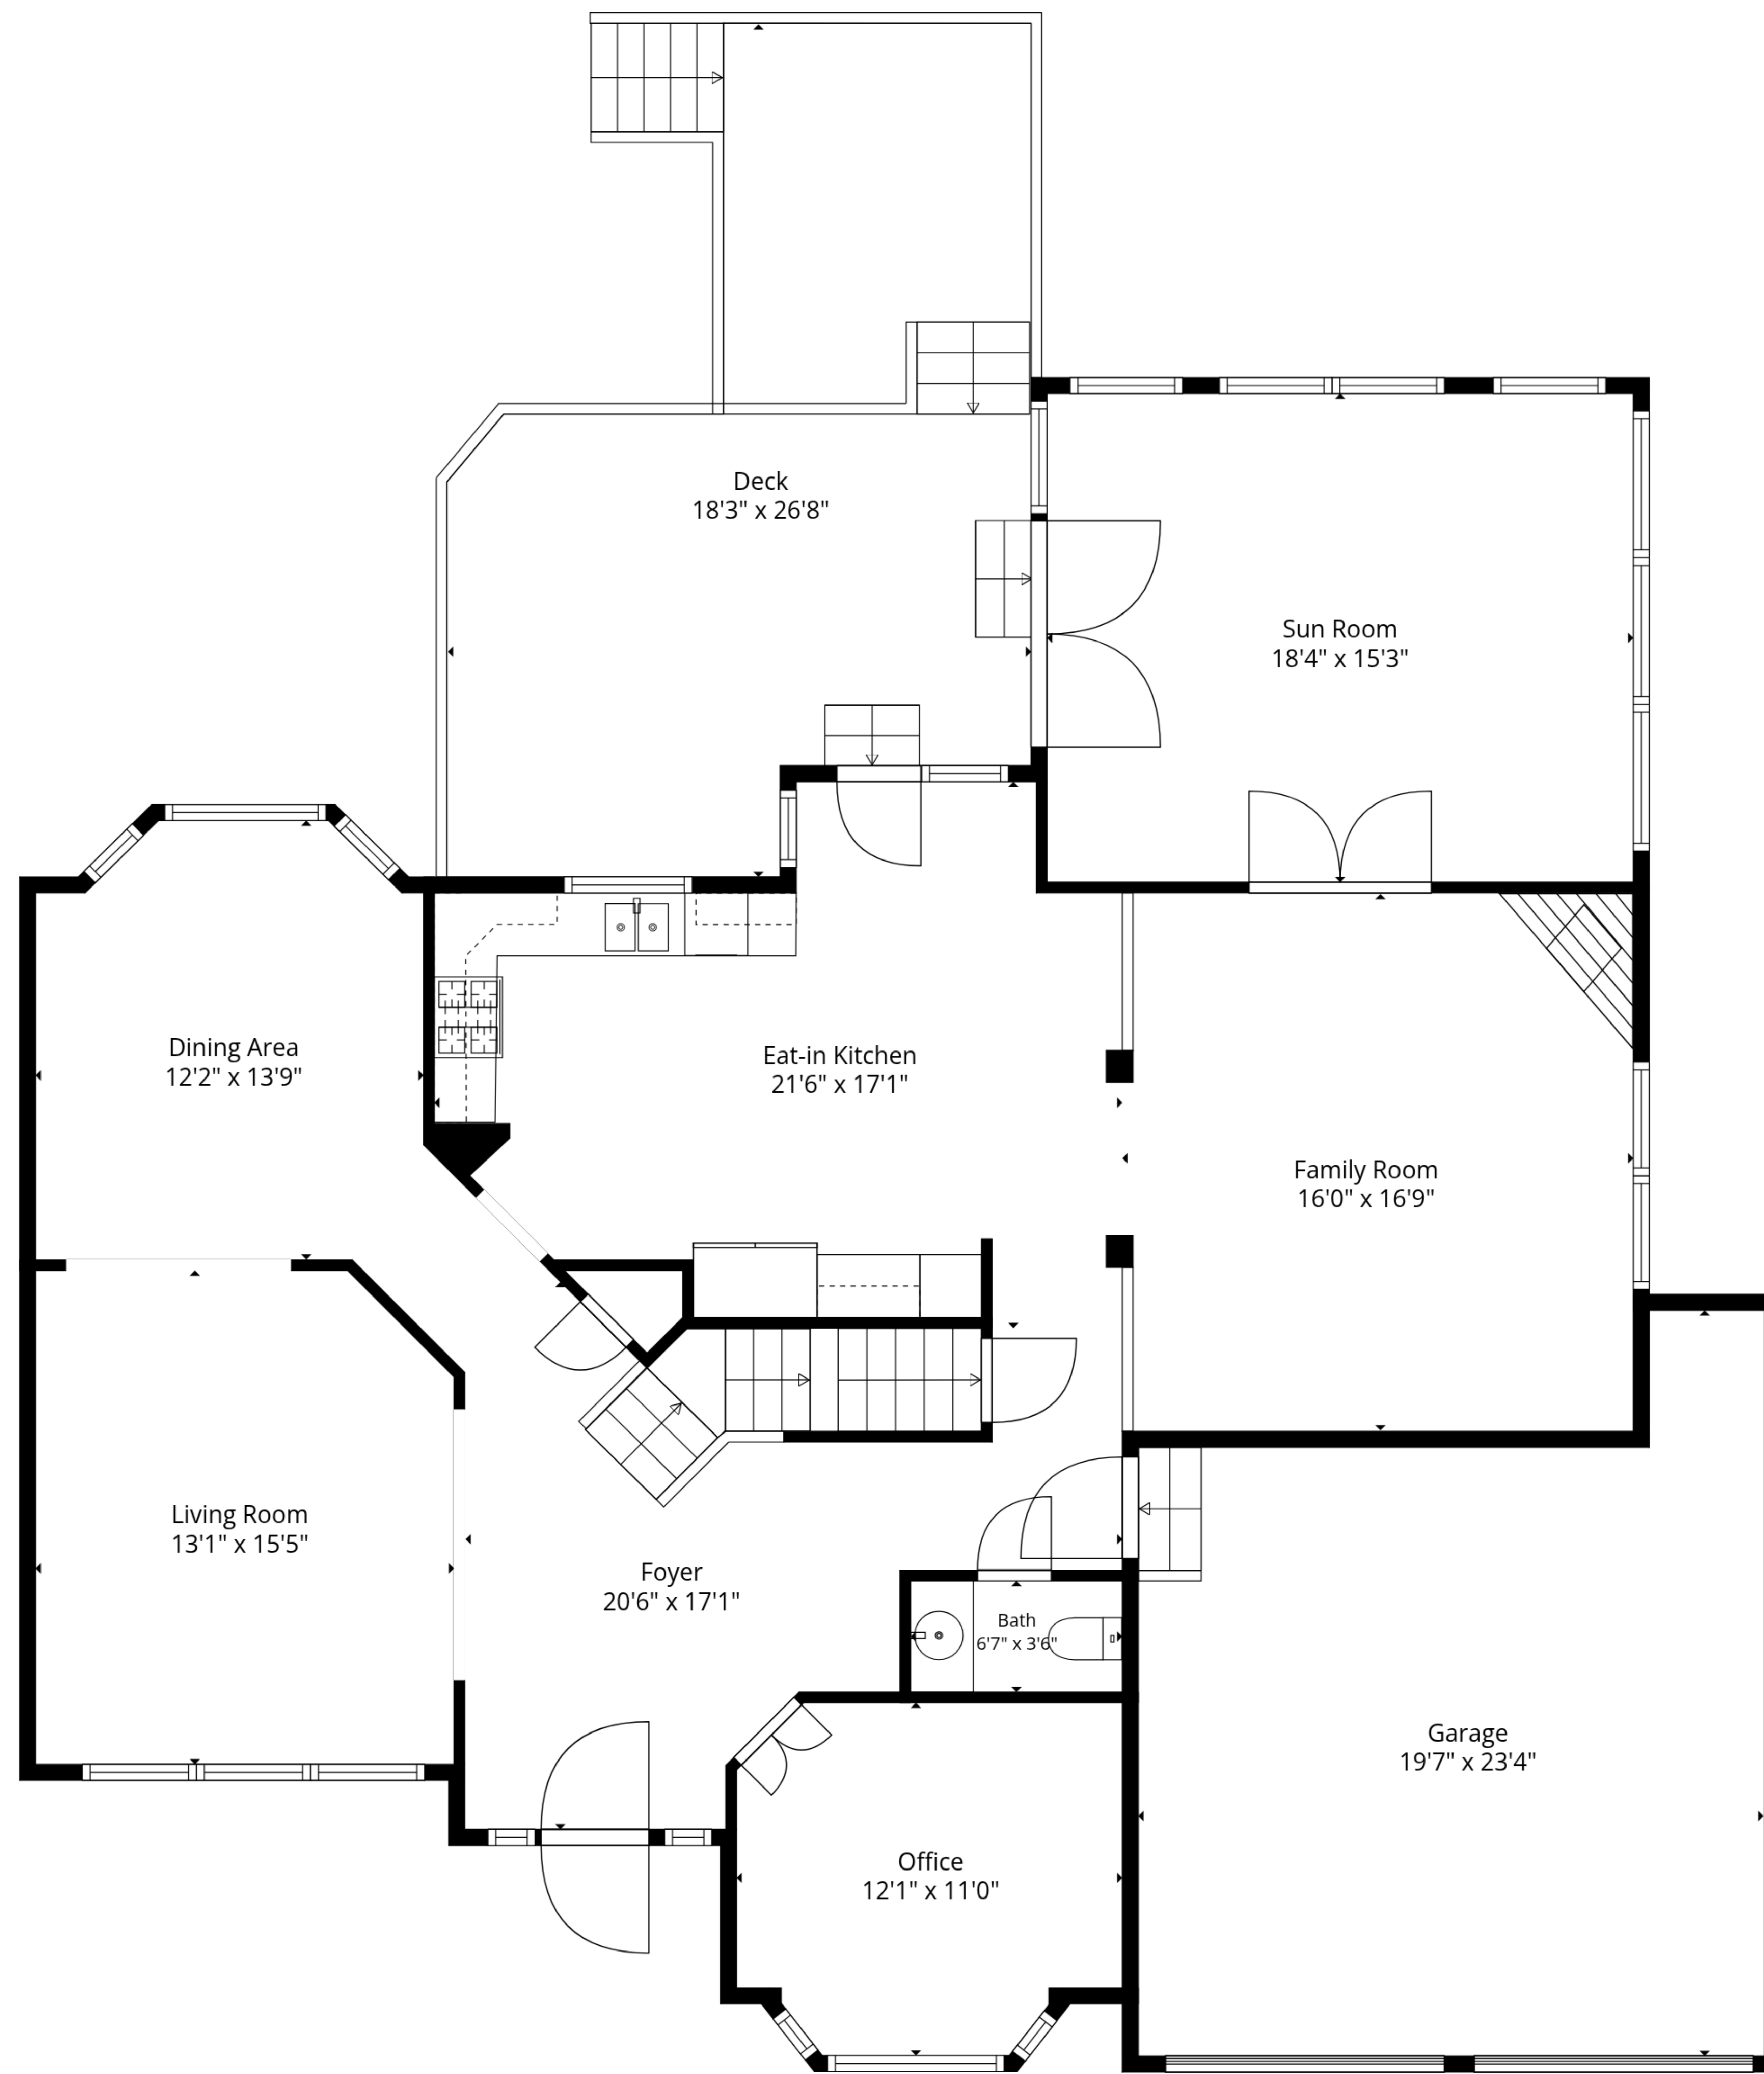 Deck
18'3" x 26'8"
Sun Room
18'4" x 15'3"
Dining Area
12'2" x 13'9"
Eat-in Kitchen
21'6" x 17'1"
Family Room
16'0" x 16'9"
Living Room
13'1" x 15'5"
Foyer
20'6" x 17'1"
Bath
6'7" x 3'6"
Garage
19'7" x 23'4"
Office
12'1" x 11'0"